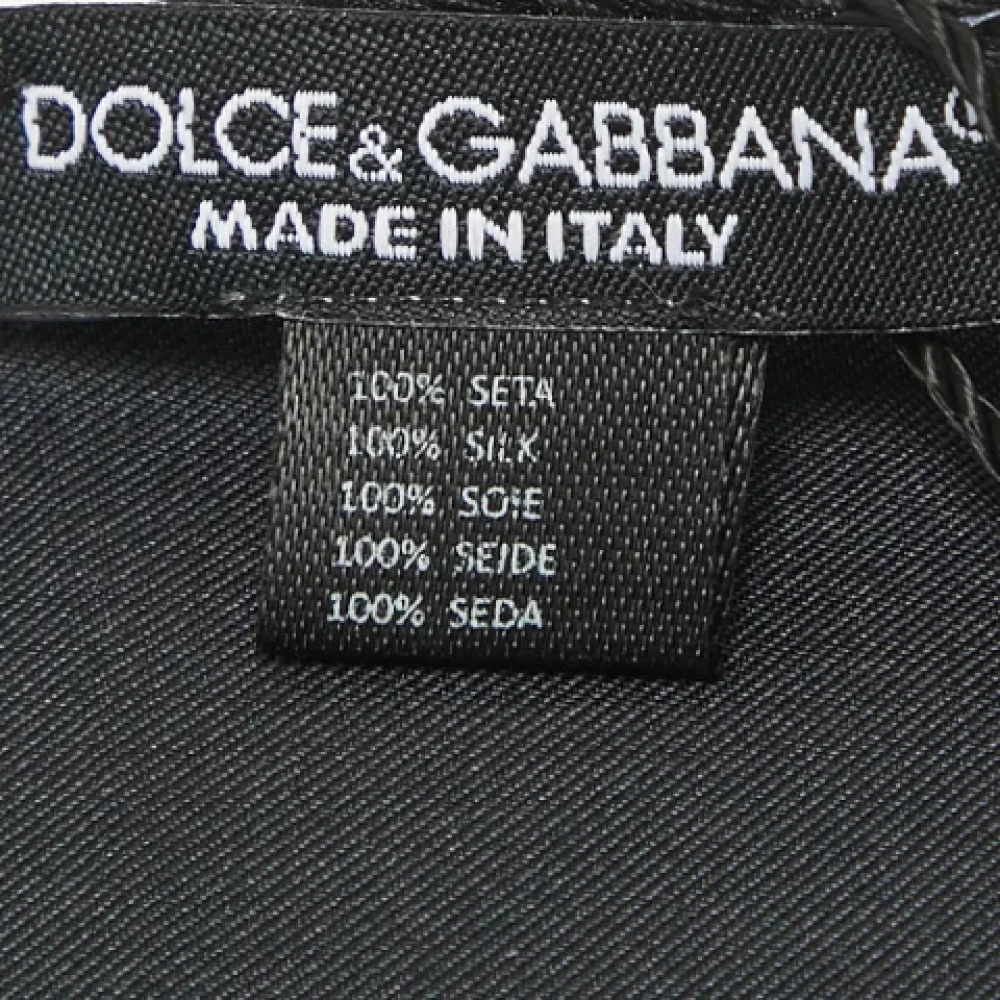 DOLCE & GABBANA
MADE IN ITALY
100% SETA
100% SILK
100% SOIE
100% SEIDE
100% SEDA